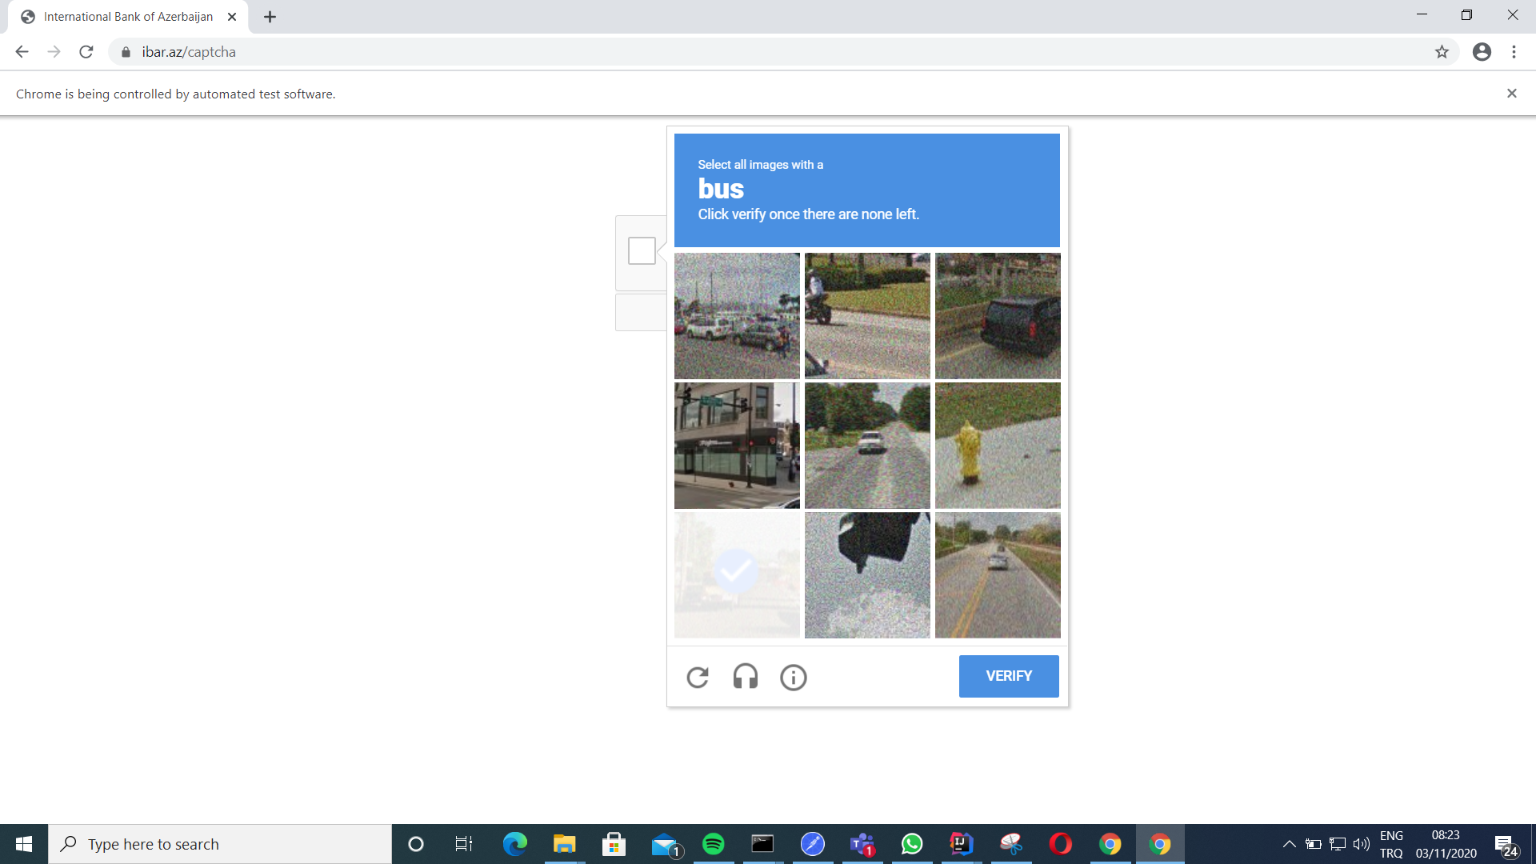 International Bank of Azerbaijan
ibar.az/captcha
Chrome is being controlled by automated test software.
Select all images with a
bus
Click verify once there are none left.
VERIFY
Type here to search
1
1
ENG
TRQ
08:23
03/11/2020
24